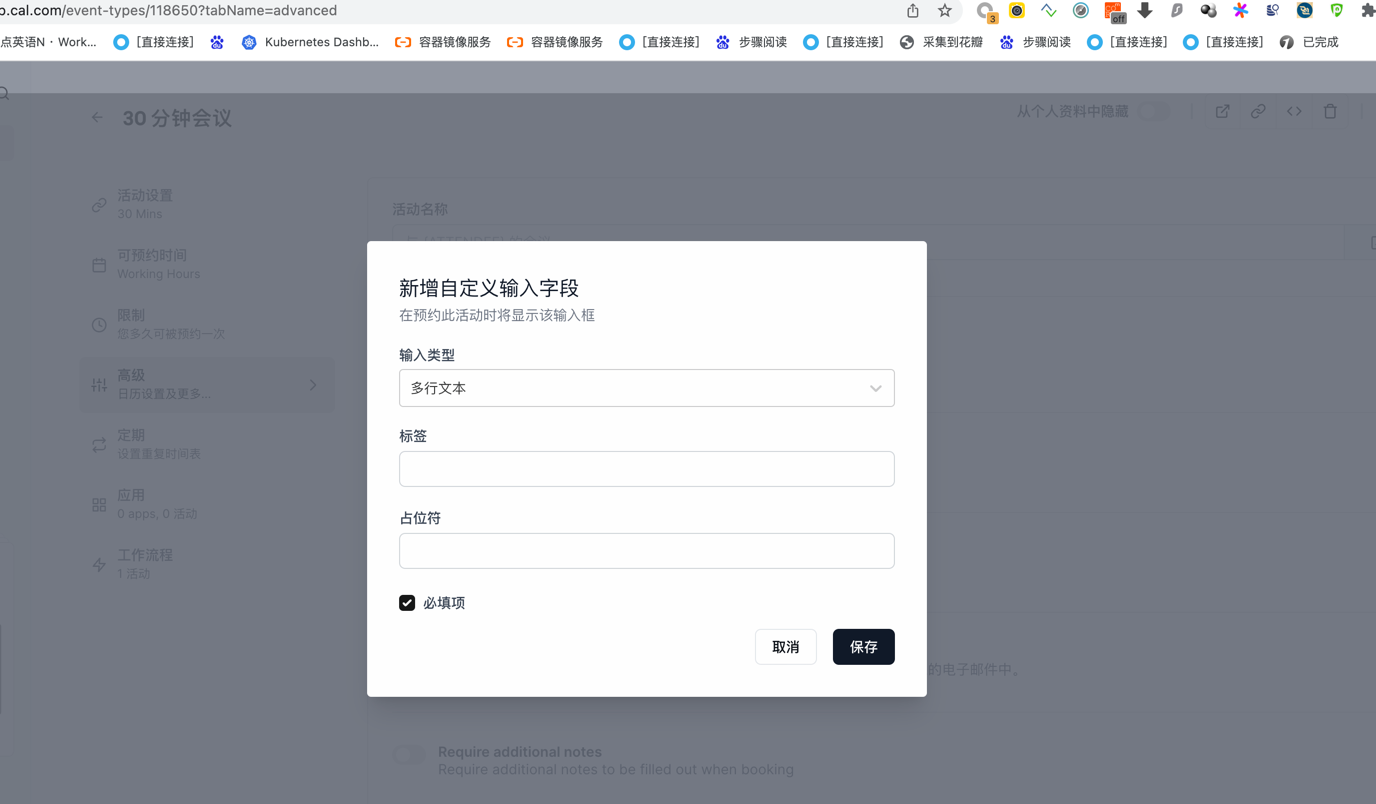 o.cal.com/event-types/118650?tabName=advanced
3
off
点英语N · Work...
[直接连接]
Kubernetes Dashb...
容器镜像服务
容器镜像服务
[直接连接]
步骤阅读
[直接连接]
采集到花瓣
步骤阅读
[直接连接]
[直接连接]
已完成
30 分钟会议
从个人资料中隐藏
活动设置
30 Mins
可预约时间
Working Hours
限制
您多久可被预约一次
高级
日历设置及更多...
定期
设置重复时间表
应用
0 apps, 0 活动
工作流程
1 活动
活动名称
新增自定义输入字段
在预约此活动时将显示该输入框
输入类型
多行文本
标签
占位符
必填项
取消
保存
的电子邮件中。
Require additional notes
Require additional notes to be filled out when booking